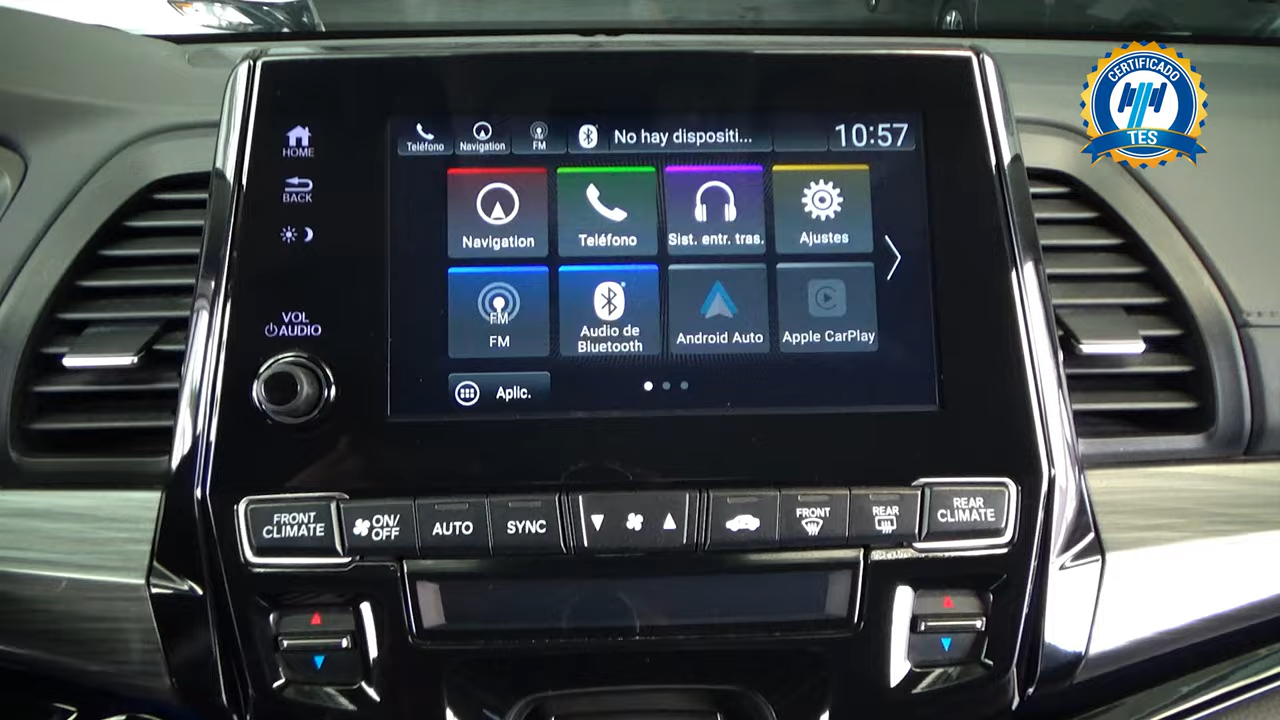 CERTIFICADO
TES
HOME
BACK
VOL
AUDIO
Teléfono
Navigation
FM
No hay dispositi...
10:57
Navigation
Teléfono
Sist. entr. tras.
Ajustes
FM
FM
Audio de
Bluetooth
Android Auto
Apple CarPlay
Aplic.
FRONT
CLIMATE
ON/
OFF
AUTO
SYNC
FRONT
REAR
REAR
CLIMATE